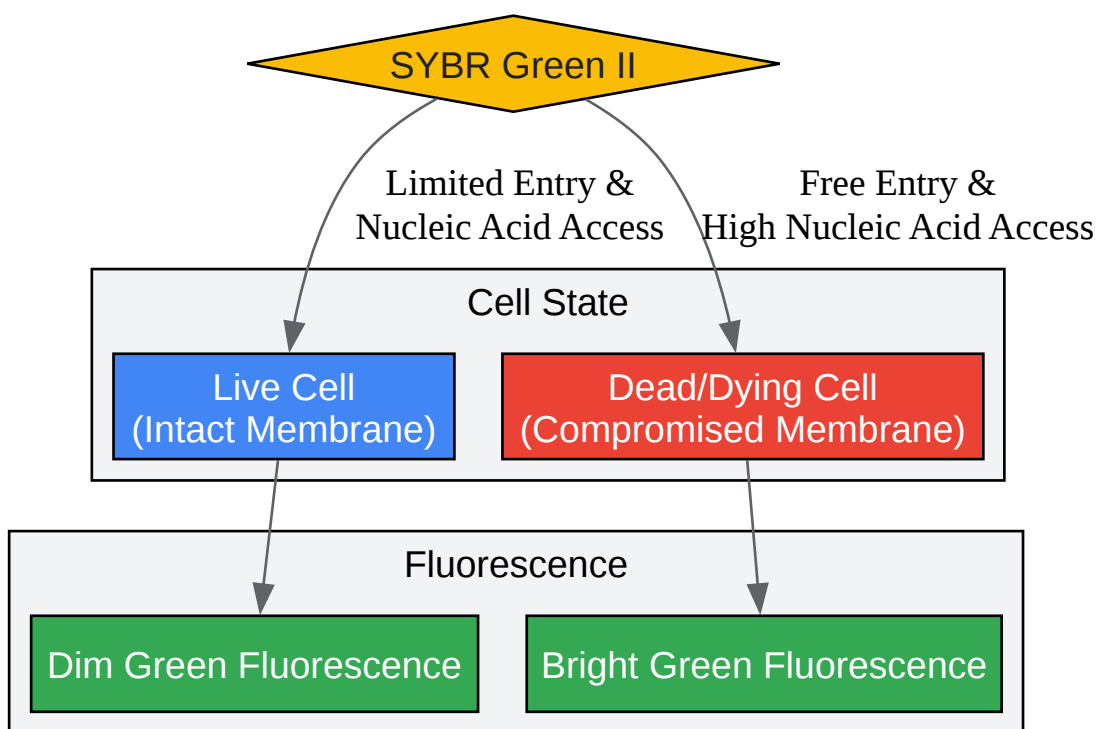 SYBR Green II
Limited Entry &
Nucleic Acid Access
Free Entry &
High Nucleic Acid Access
Cell State
Live Cell
(Intact Membrane)
Dead/Dying Cell
(Compromised Membrane)
Fluorescence
Dim Green Fluorescence
Bright Green Fluorescence